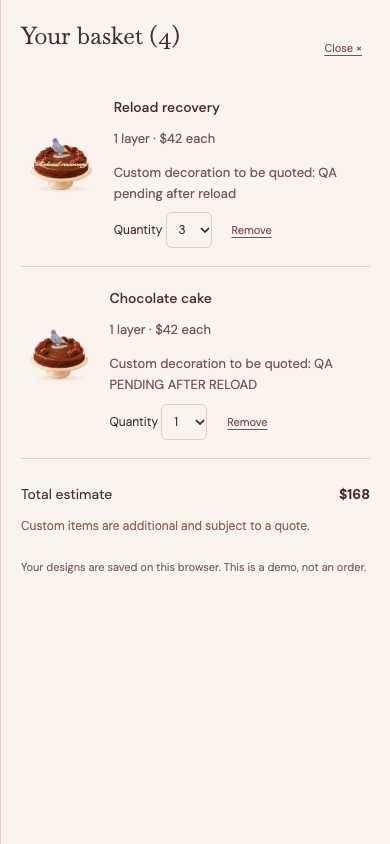 Your basket (4)
Close ×
Reload recovery
1 layer · $42 each
Custom decoration to be quoted: QA
pending after reload
Reload recovery
Quantity 3 Remove
Chocolate cake
1 layer · $42 each
Custom decoration to be quoted: QA
PENDING AFTER RELOAD
Quantity 1 Remove
Total estimate $168
Custom items are additional and subject to a quote.
Your designs are saved on this browser. This is a demo, not an order.